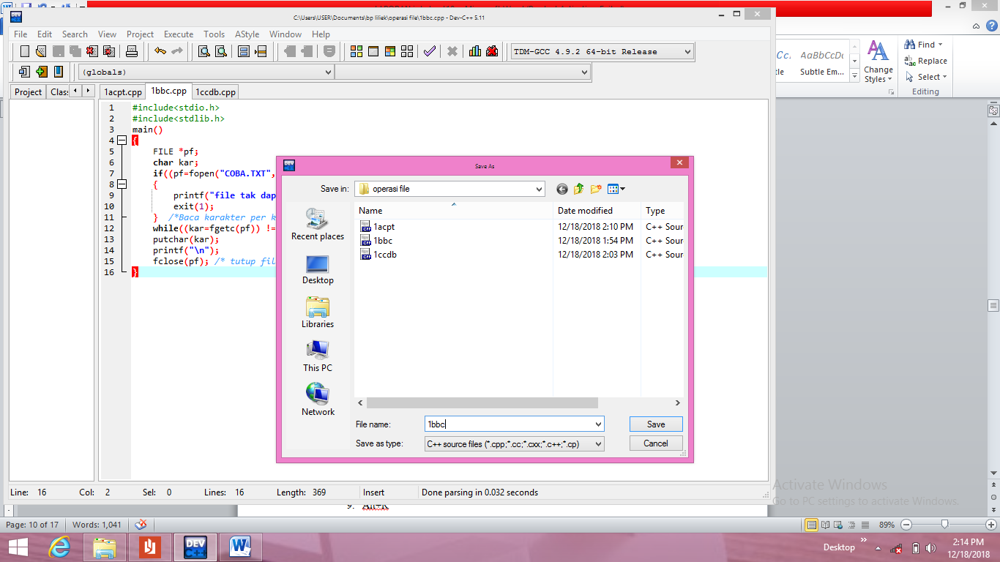 C:\Users\USER\Documents\bp liliek\operasi file\1bbc.cpp - Dev-C++ 5.11
File Edit Search View Project Execute Tools AStyle Window Help
TDM-GCC 4.9.2 64-bit Release
(globals)
Project Clas
1acpt.cpp 1bbc.cpp 1ccdb.cpp
1 #include<stdio.h>
2 #include<stdlib.h>
3 main()
4 {
5 FILE *pf;
6 char kar;
7 if((pf=fopen("COBA.TXT",
8 {
9 printf("file tak dap
10 exit(1);
11 } /*Baca karakter per k
12 while((kar=fgetc(pf)) !=
13 putchar(kar);
14 printf("\n");
15 fclose(pf); /* tutup fil
16 }
Save As
Save in: operasi file
Name Date modified Type
1acpt 12/18/2018 2:10 PM C++ Sour
1bbc 12/18/2018 1:54 PM C++ Sour
1ccdb 12/18/2018 2:03 PM C++ Sour
Recent places
Desktop
Libraries
This PC
Network
File name: 1bbc Save
Save as type: C++ source files (*.cpp;*.cc;*.cxx;*.c++;*.cp) Cancel
Line: 16 Col: 2 Sel: 0 Lines: 16 Length: 369 Insert Done parsing in 0.032 seconds
AaBbCcDc
Subtle Em...
Change
Styles
Find
Replace
Select
Editing
Activate Windows
Go to PC settings to activate Windows.
9. Alt+R
Page: 10 of 17 Words: 1,041 89%
Desktop
2:14 PM
12/18/2018